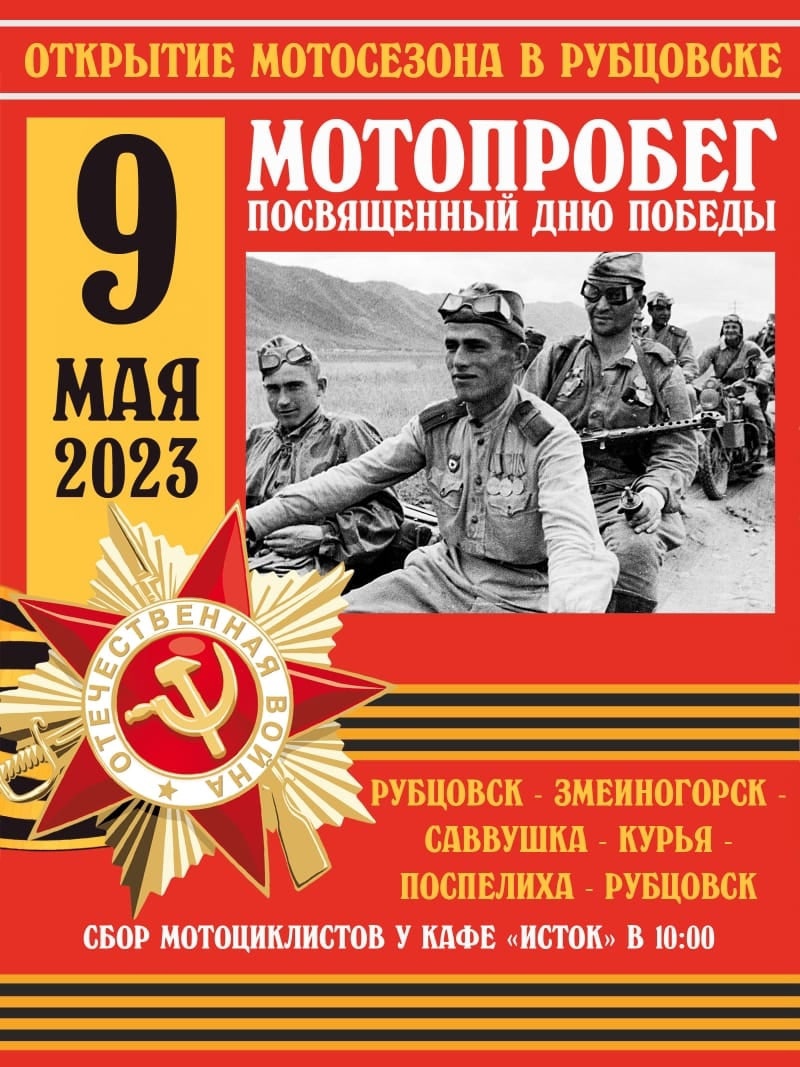 ОТКРЫТИЕ МОТОСЕЗОНА В РУБЦОВСКЕ
9
МАЯ
2023
МОТОПРОБЕГ
ПОСВЯЩЕННЫЙ ДНЮ ПОБЕДЫ
ОТЕЧЕСТВЕННАЯ ВОЙНА
РУБЦОВСК - ЗМЕИНОГОРСК -
САВВУШКА - КУРЬЯ -
ПОСПЕЛИХА - РУБЦОВСК
СБОР МОТОЦИКЛИСТОВ У КАФЕ «ИСТОК» В 10:00